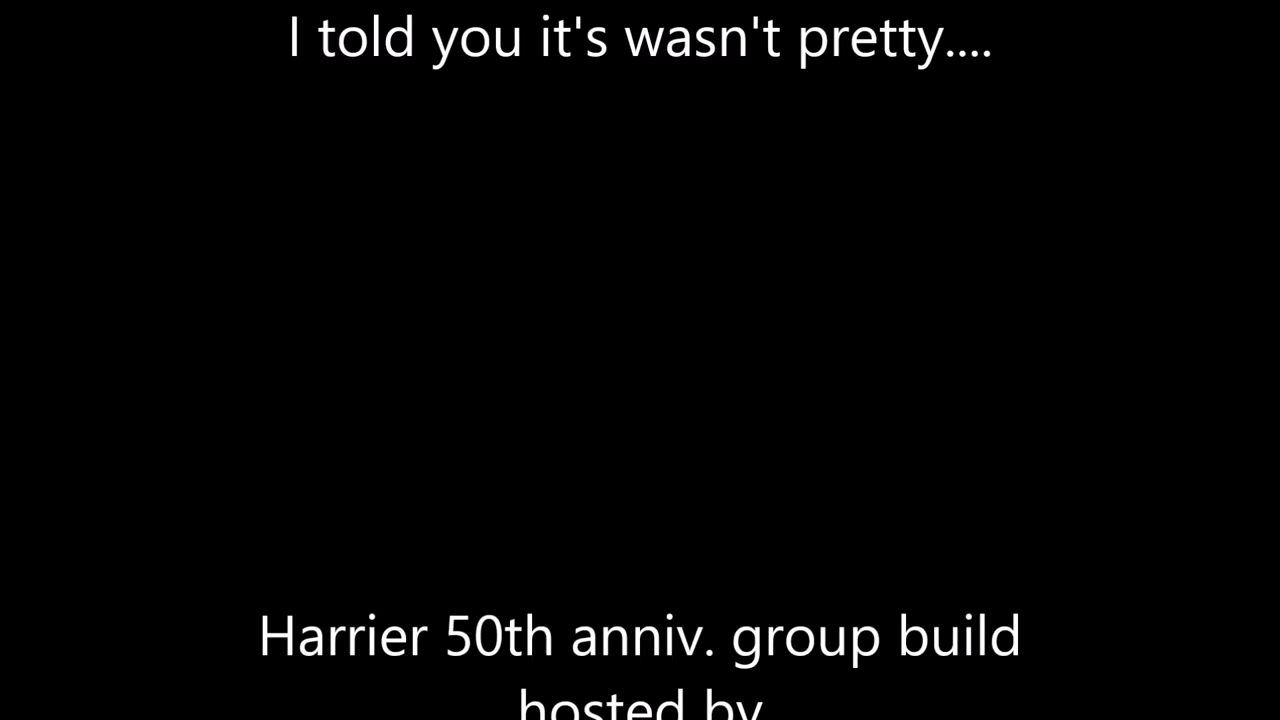 I told you it's wasn't pretty....
Harrier 50th anniv. group build
hosted by